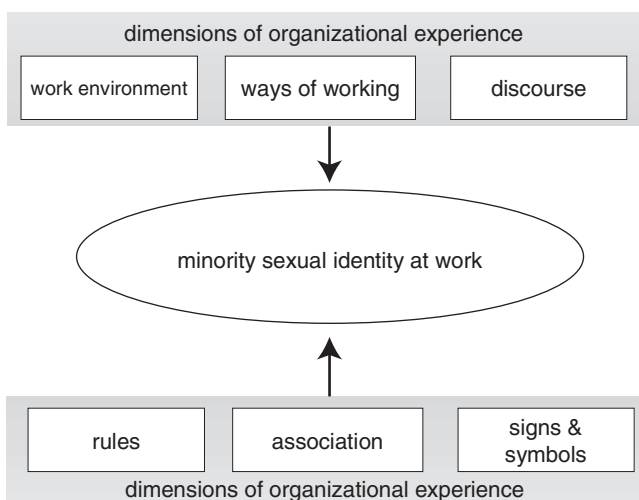 dimensions of organizational experience
work environment
ways of working
discourse
minority sexual identity at work
rules
association
signs &
symbols
dimensions of organizational experience